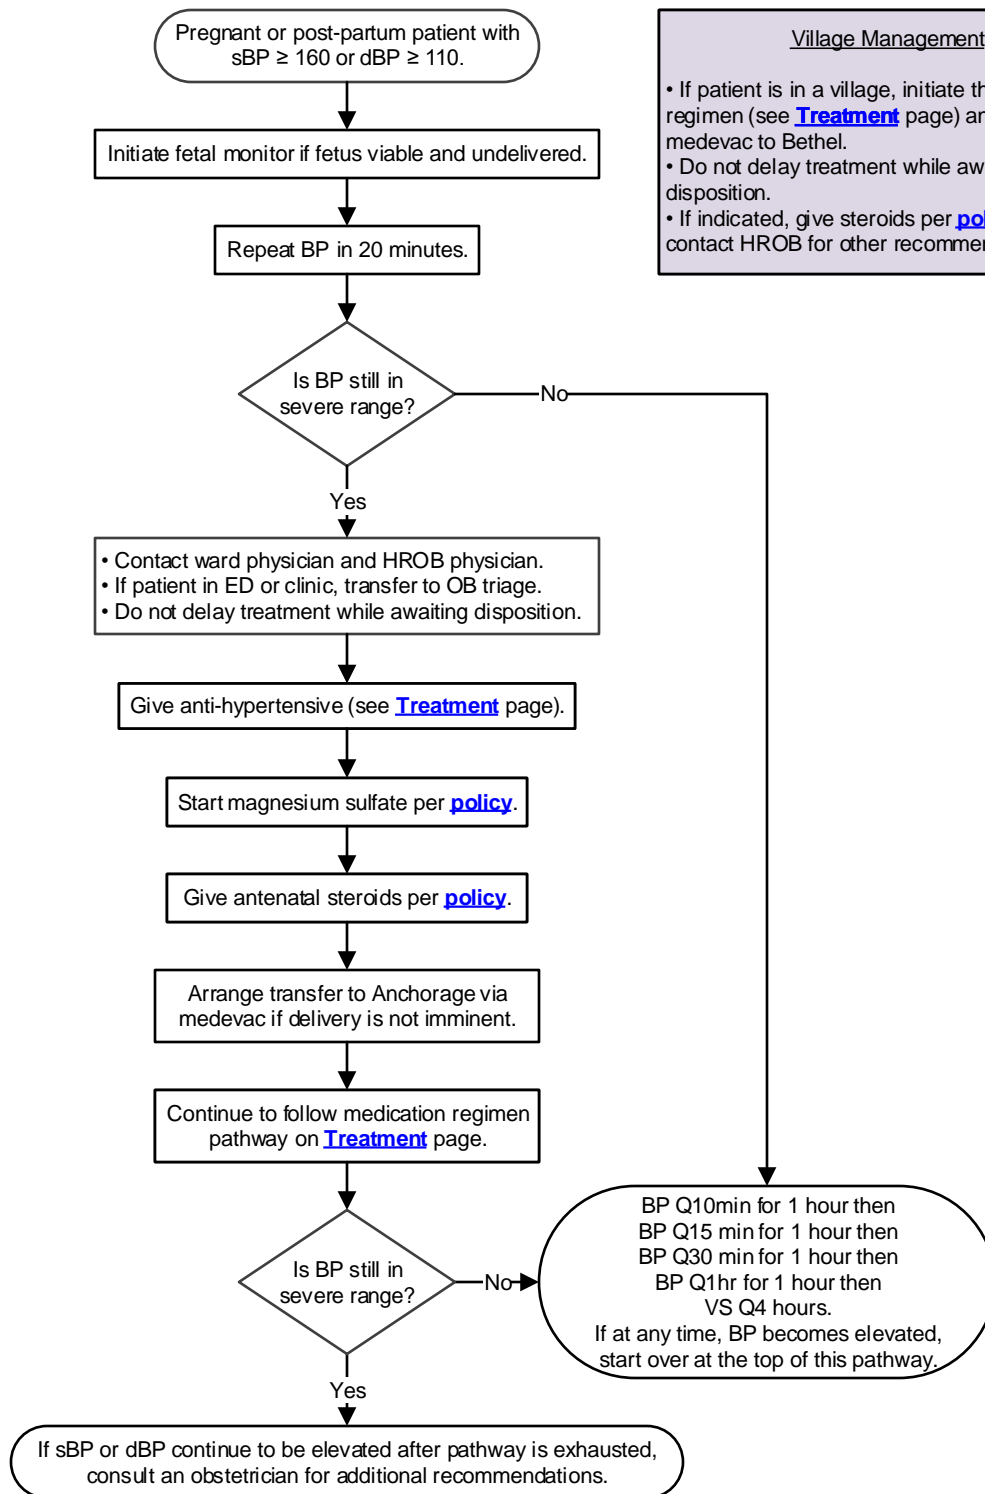 Pregnant or post-partum patient with
sBP ≥ 160 or dBP ≥ 110.
Village Management
• If patient is in a village, initiate
regimen (see Treatment page)
medevac to Bethel.
• Do not delay treatment while
disposition.
• If indicated, give steroids per
contact HROB for other
Initiate fetal monitor if fetus viable and undelivered.
Repeat BP in 20 minutes.
Is BP still in
severe range?
No
Yes
• Contact ward physician and HROB physician.
• If patient in ED or clinic, transfer to OB triage.
• Do not delay treatment while awaiting disposition.
Give anti-hypertensive (see Treatment page).
Start magnesium sulfate per policy.
Give antenatal steroids per policy.
Arrange transfer to Anchorage via
medevac if delivery is not imminent.
Continue to follow medication regimen
pathway on Treatment page.
Is BP still in
severe range?
No
BP Q10min for 1 hour then
BP Q15 min for 1 hour then
BP Q30 min for 1 hour then
BP Q1hr for 1 hour then
VS Q4 hours.
If at any time, BP becomes elevated,
start over at the top of this pathway.
Yes
If sBP or dBP continue to be elevated after pathway is exhausted,
consult an obstetrician for additional recommendations.